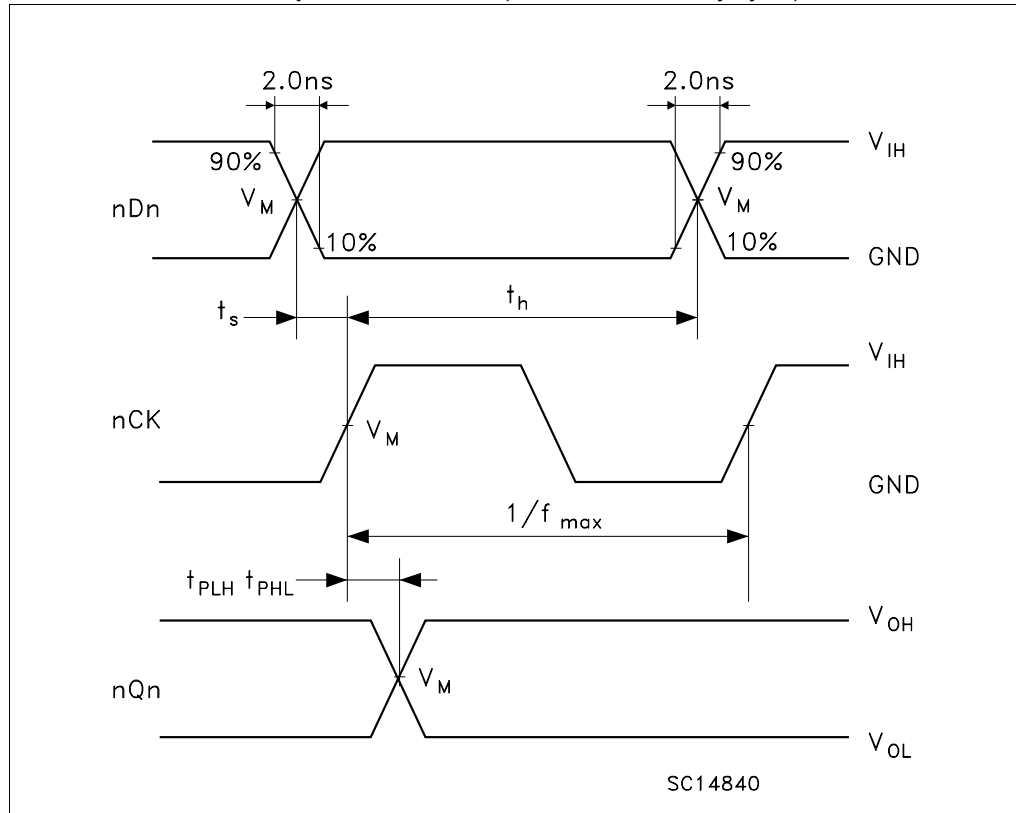 2.0ns 2.0ns
V_IH
90% 90%
V_M V_M
nDn
10% 10%
GND
t_s t_h
V_IH
nCK
V_M
GND
1/f max
t_PLH t_PHL
V_OH
nQn
V_M
V_OL
SC14840